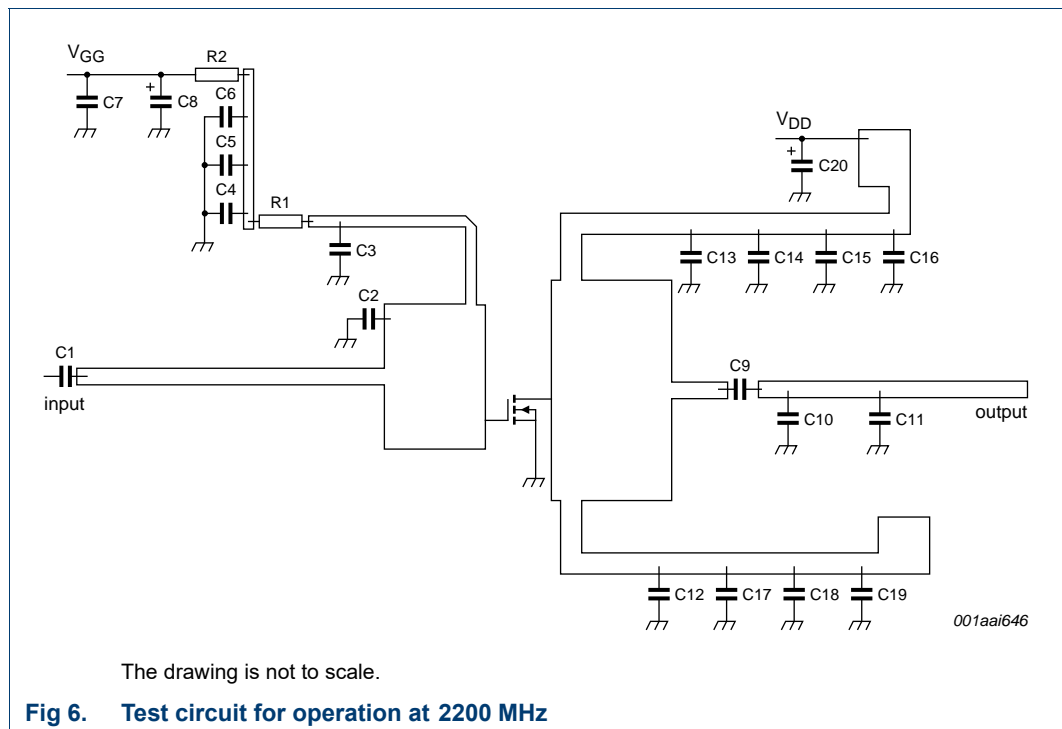 VGG
R2
C6
C7
+
C8
C5
C4
R1
C3
C2
C1
input
VDD
+
C20
C13
C14
C15
C16
C9
C10
C11
output
C12
C17
C18
C19
001aai646
The drawing is not to scale.
Fig 6. Test circuit for operation at 2200 MHz